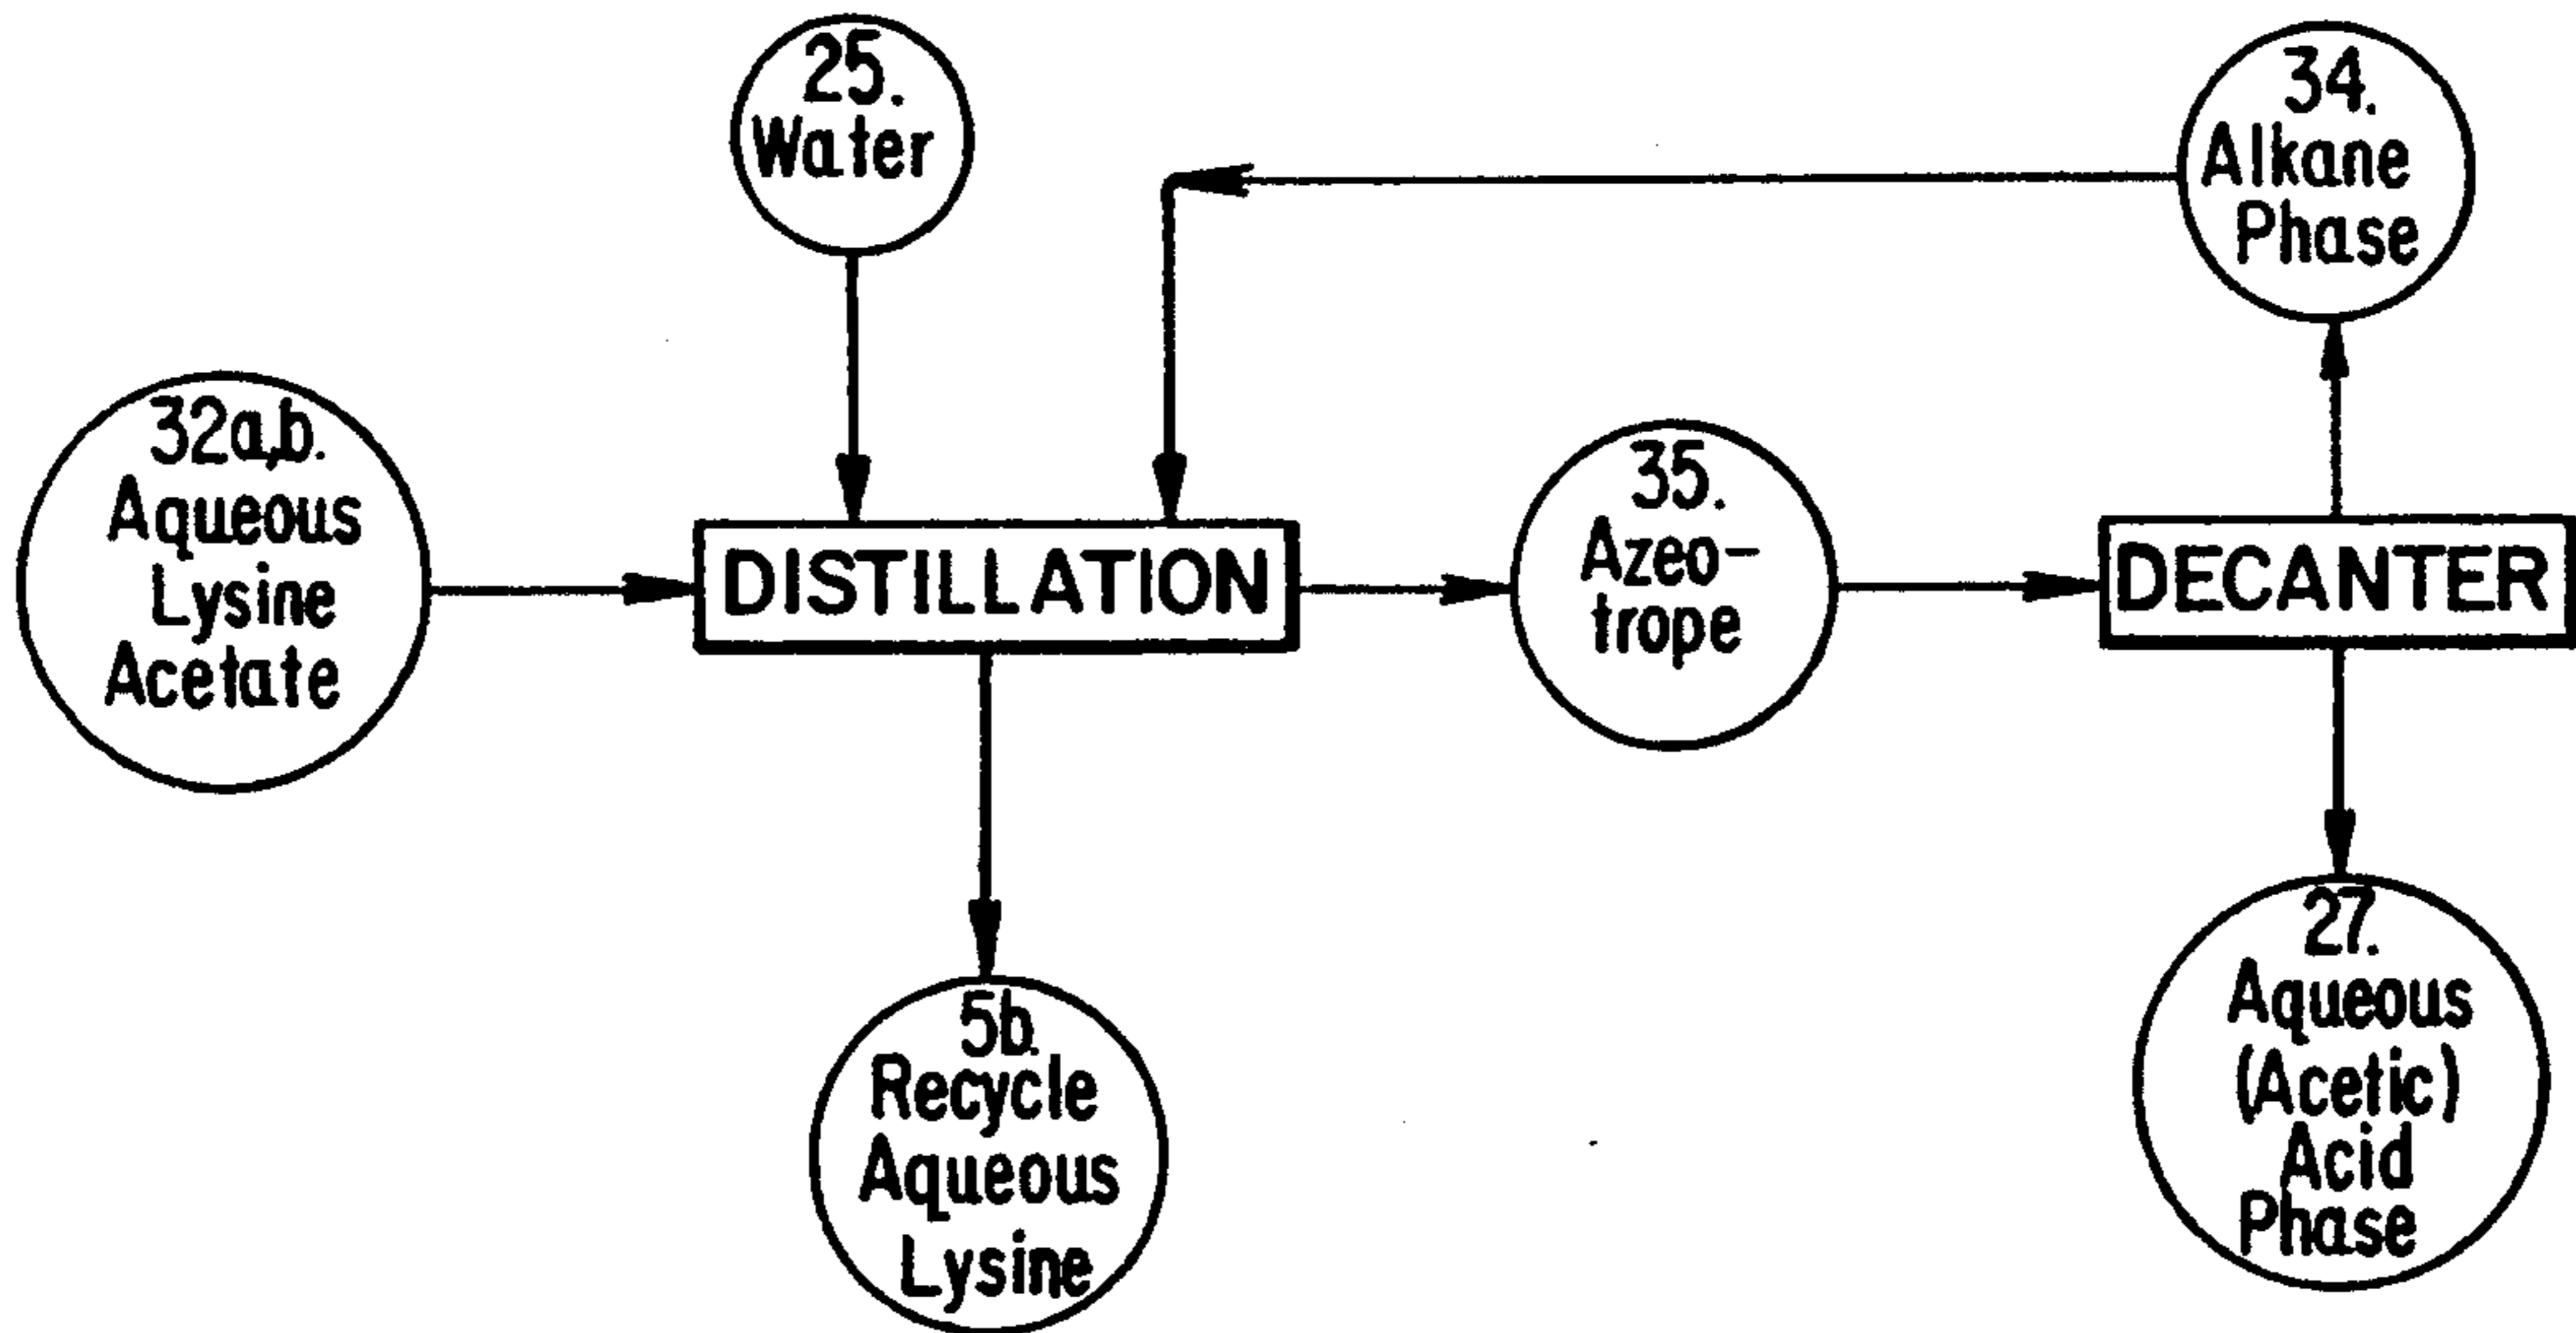 25.
Water
34.
Alkane
Phase
32a,b.
Aqueous
Lysine
Acetate
DISTILLATION
35.
Azeo-
trope
DECANTER
5b.
Recycle
Aqueous
Lysine
27.
Aqueous
(Acetic)
Acid
Phase